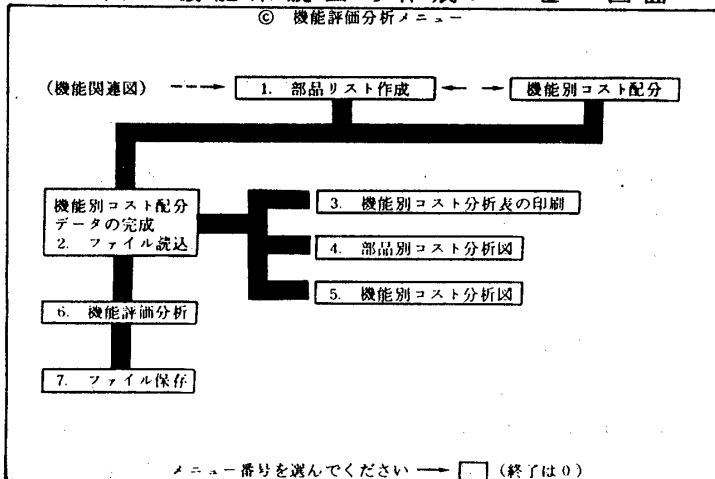 © 機能評価分析メニュー
(機能関連図) ---→ 1. 部品リスト作成 ← → 機能別コスト配分
機能別コスト配分
データの完成
2. ファイル読込
3. 機能別コスト分析表の印刷
4. 部品別コスト分析図
5. 機能別コスト分析図
6. 機能評価分析
7. ファイル保存
メニュー番号を選んでください → (終了は0)